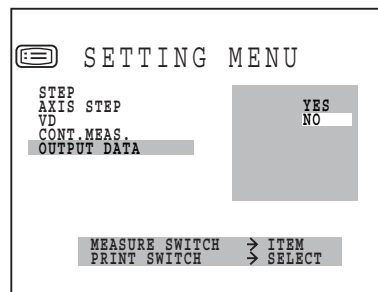 SETTING MENU
STEP
AXIS STEP
VD
CONT.MEAS.
OUTPUT DATA
YES
NO
MEASURE SWITCH → ITEM
PRINT SWITCH → SELECT